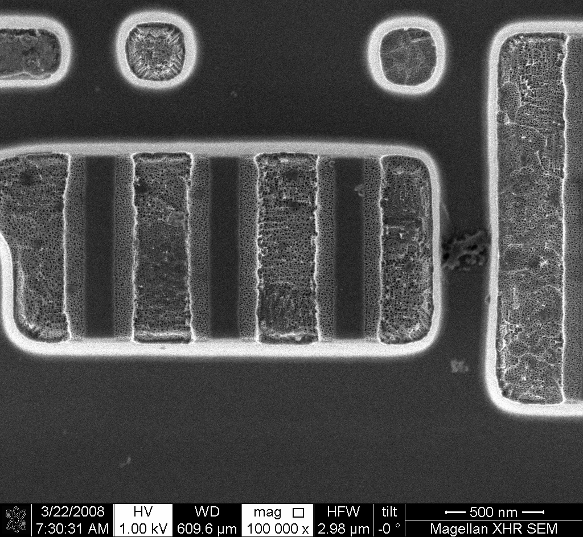 3/22/2008 HV WD mag HFW tilt 500 nm
7:30:31 AM 1.00 kV 609.6 µm 100 000 x 2.98 µm -0 ° Magellan XHR SEM